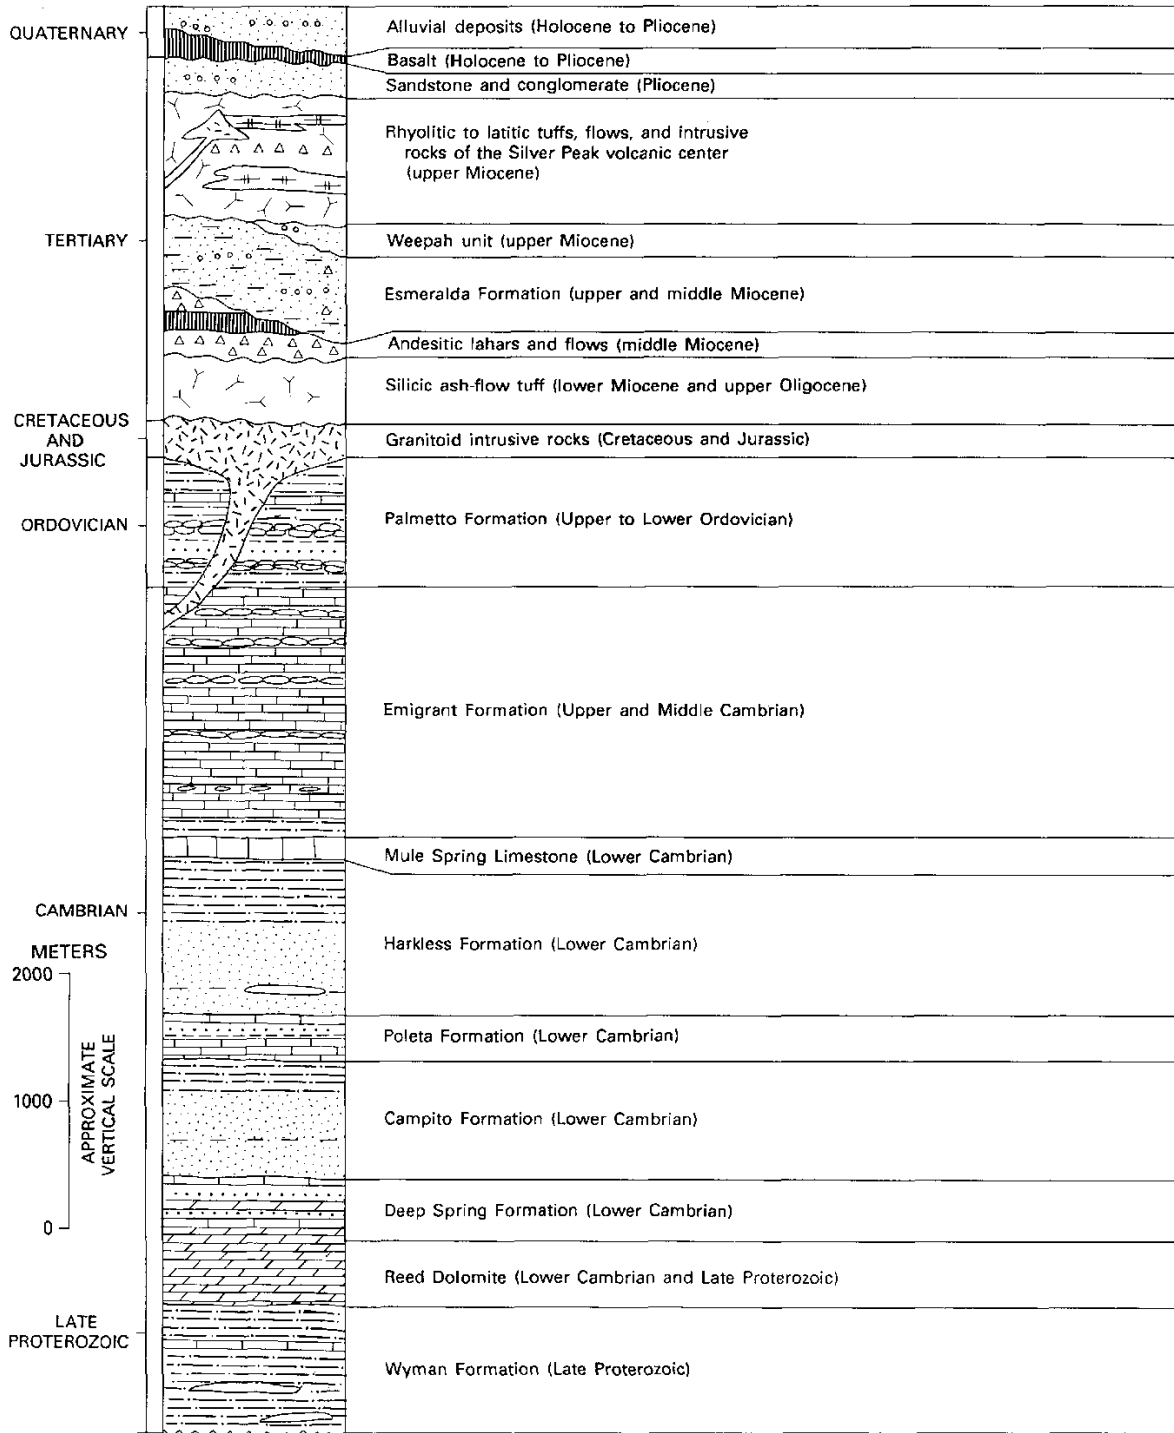 QUATERNARY
Alluvial deposits (Holocene to Pliocene)
Basalt (Holocene to Pliocene)
Sandstone and conglomerate (Pliocene)
Rhyolitic to latitic tuffs, flows, and intrusive
rocks of the Silver Peak volcanic center
(upper Miocene)
TERTIARY
Weepah unit (upper Miocene)
Esmeralda Formation (upper and middle Miocene)
Andesitic lahars and flows (middle Miocene)
Silicic ash-flow tuff (lower Miocene and upper Oligocene)
CRETACEOUS
AND
JURASSIC
Granitoid intrusive rocks (Cretaceous and Jurassic)
ORDOVICIAN
Palmetto Formation (Upper to Lower Ordovician)
Emigrant Formation (Upper and Middle Cambrian)
Mule Spring Limestone (Lower Cambrian)
CAMBRIAN
Harkless Formation (Lower Cambrian)
METERS
2000
1000
0
APPROXIMATE
VERTICAL SCALE
Poleta Formation (Lower Cambrian)
Campito Formation (Lower Cambrian)
Deep Spring Formation (Lower Cambrian)
Reed Dolomite (Lower Cambrian and Late Proterozoic)
LATE
PROTEROZOIC
Wyman Formation (Late Proterozoic)